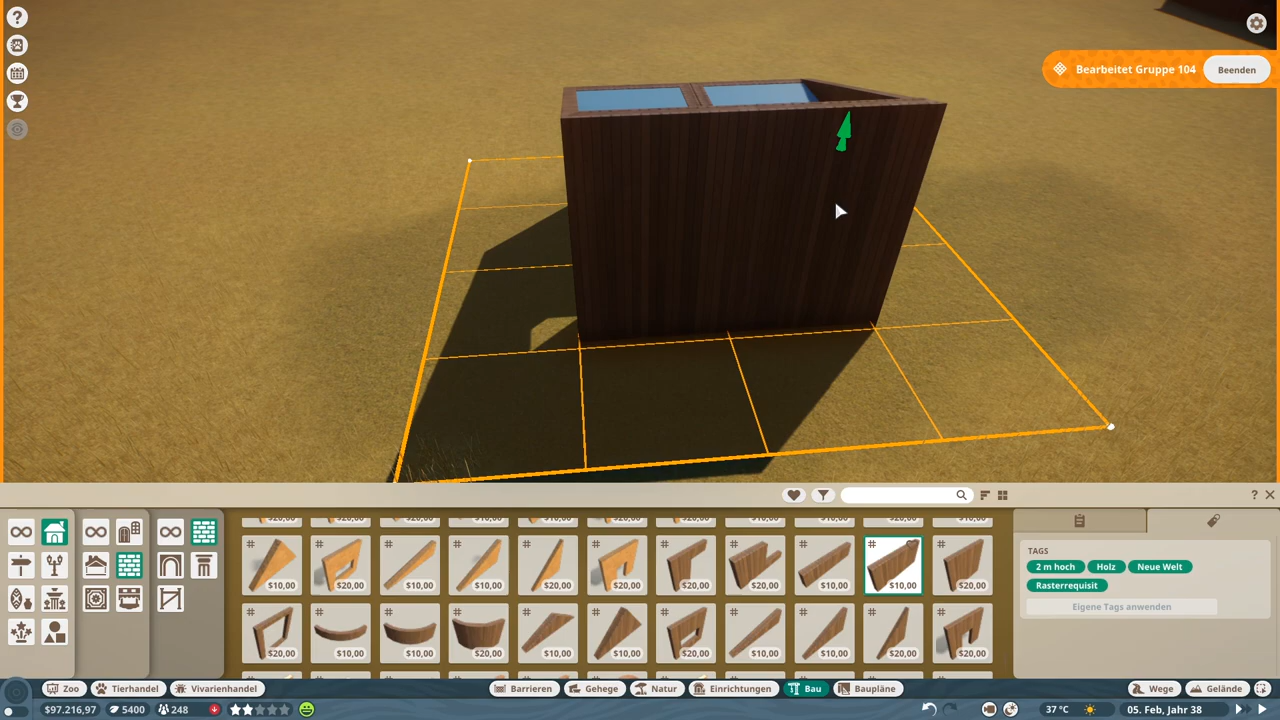 Bearbeitet Gruppe 104
Beenden
$10,00 $20,00 $10,00 $10,00 $20,00 $20,00 $20,00 $20,00 $10,00 $10,00 $20,00
$20,00 $10,00 $10,00 $20,00 $10,00 $10,00 $20,00 $10,00 $10,00 $20,00 $20,00
TAGS
2 m hoch Holz Neue Welt
Rasterrequisit
Eigene Tags anwenden
Zoo Tierhandel Vivarienhandel Barrieren Gehege Natur Einrichtungen Bau Baupläne Wege Gelände
$97.216,97 5400 248 37 °C 05. Feb, Jahr 38